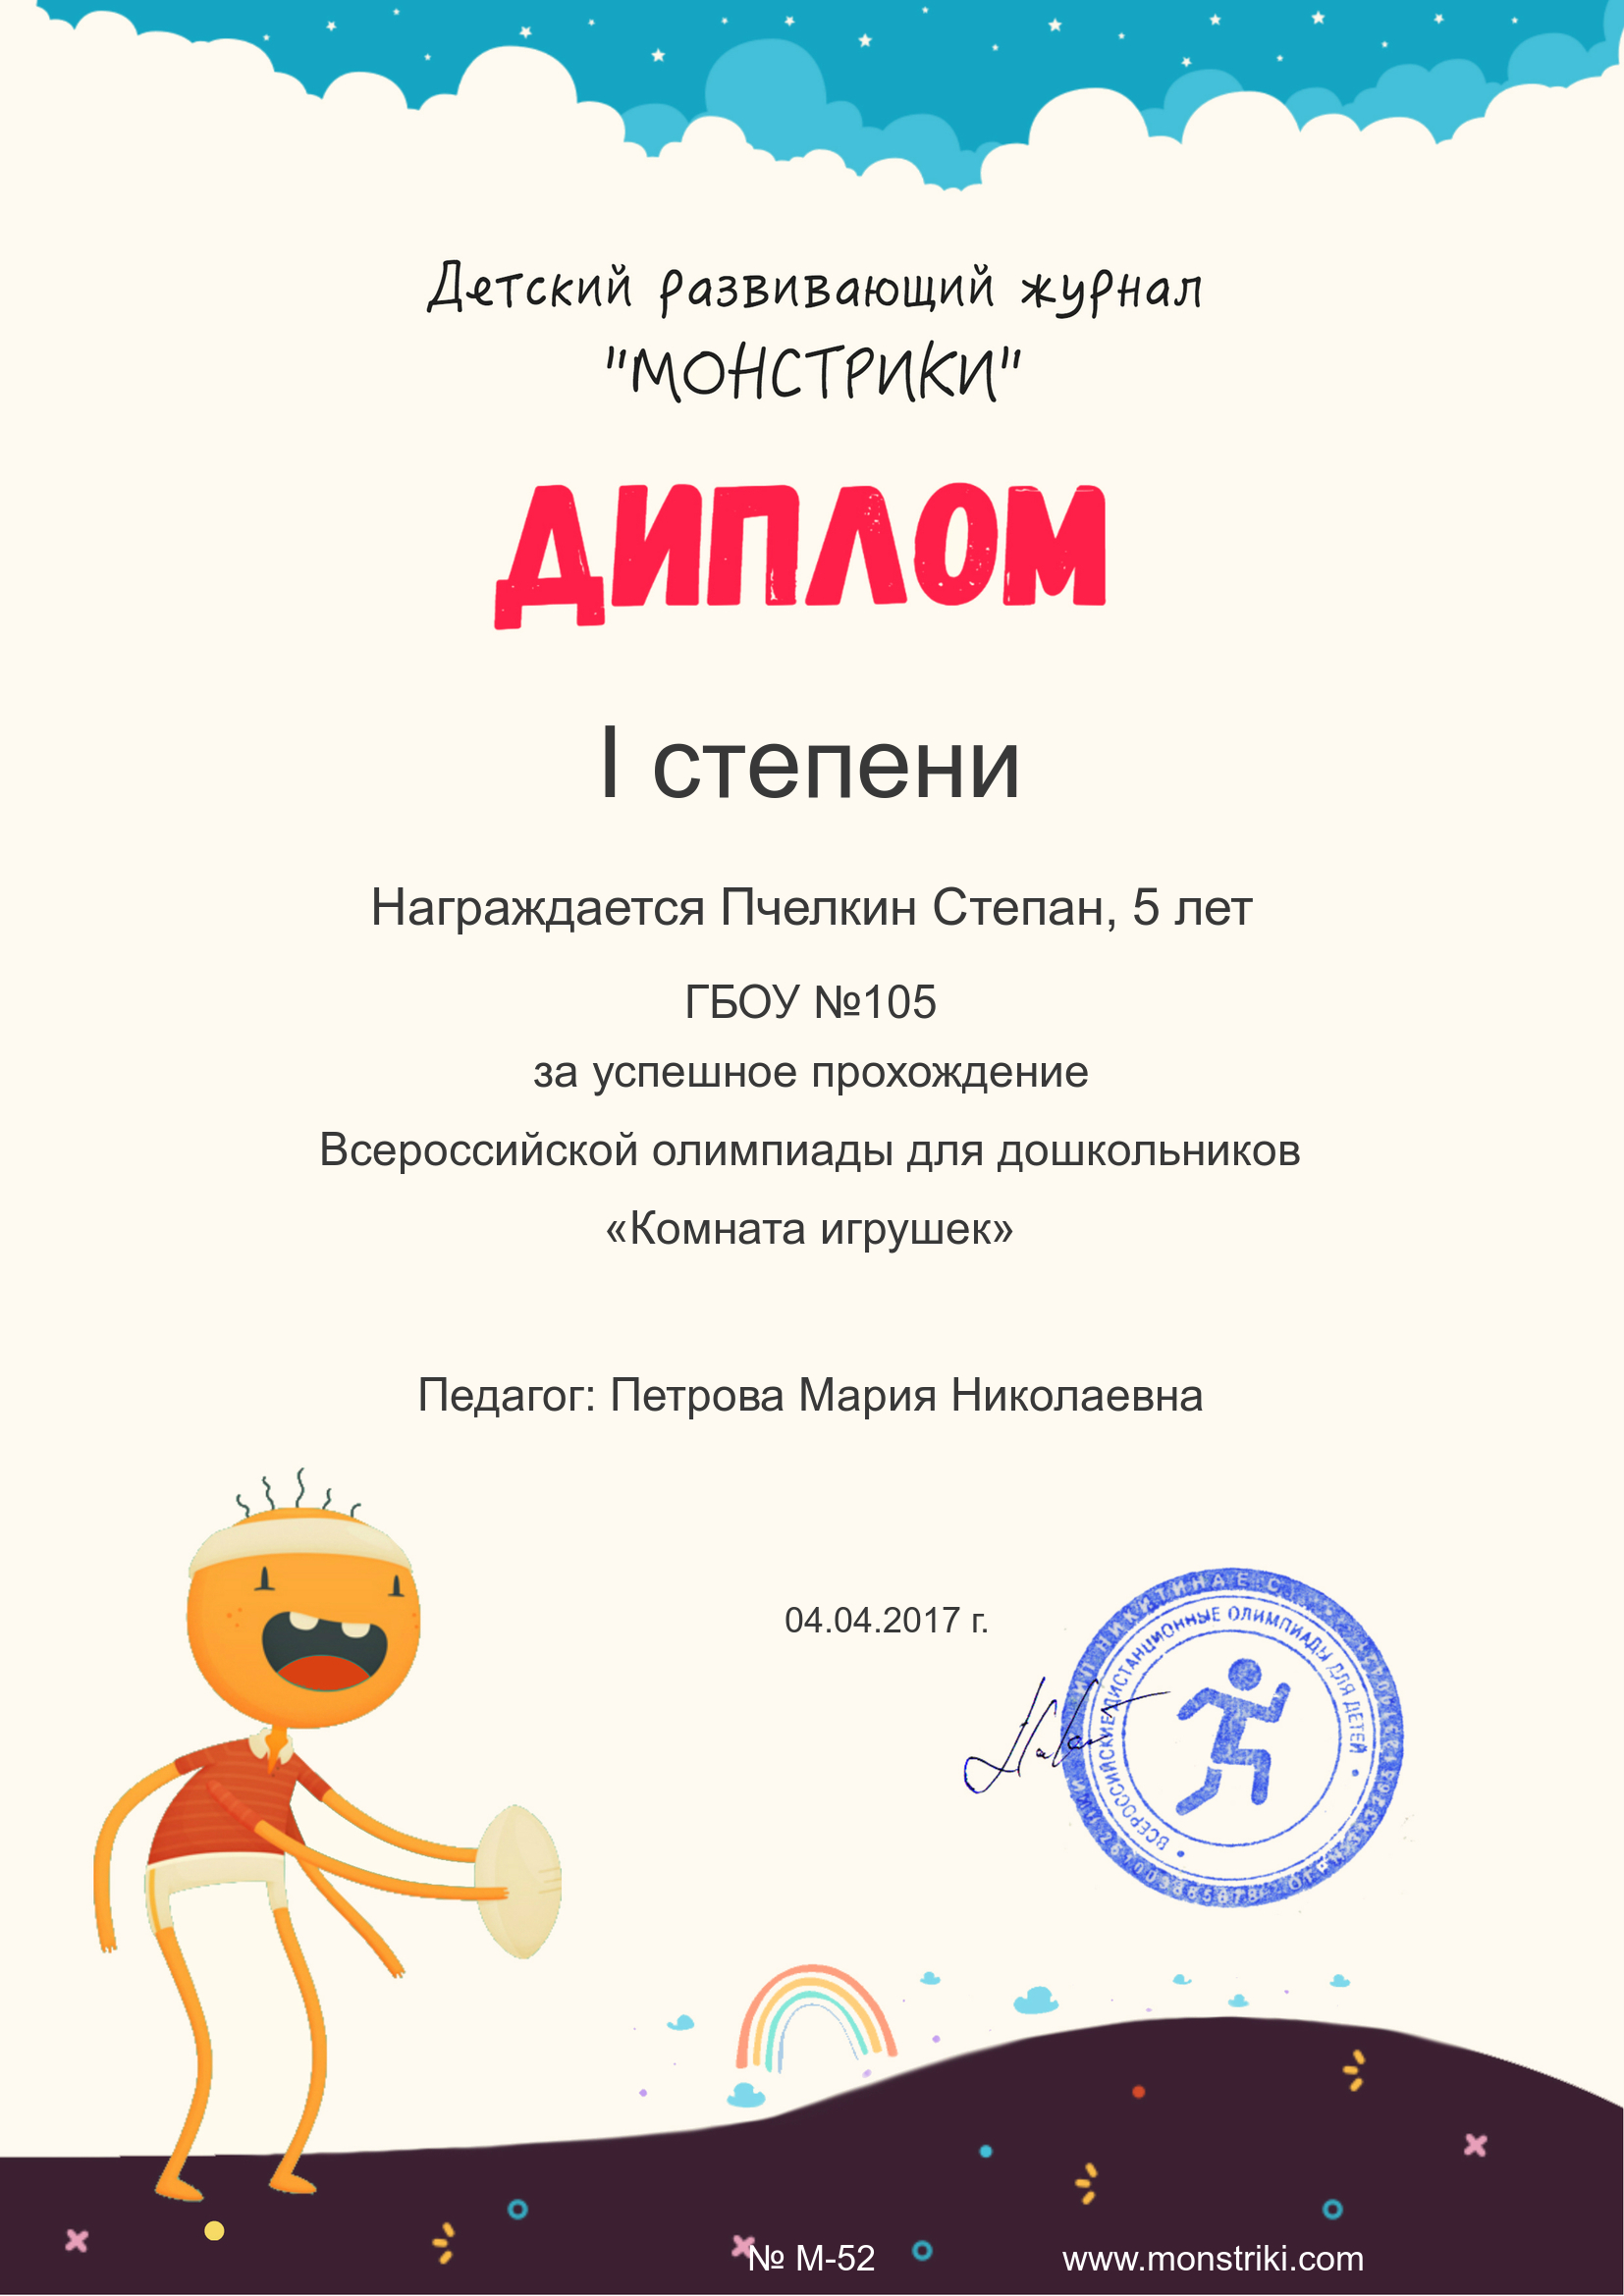 Детский развивающий журнал
"МОНСТРИКИ"
ДИПЛОМ
I степени
Награждается Пчелкин Степан, 5 лет
ГБОУ №105
за успешное прохождение
Всероссийской олимпиады для дошкольников
«Комната игрушек»
Педагог: Петрова Мария Николаевна
04.04.2017 г.
ИП НИКИТИНА Е С
ВСЕРОССИЙСКИЕ ДИСТАНЦИОННЫЕ ОЛИМПИАДЫ ДЛЯ ДЕТЕЙ
№ М-52
www.monstriki.com